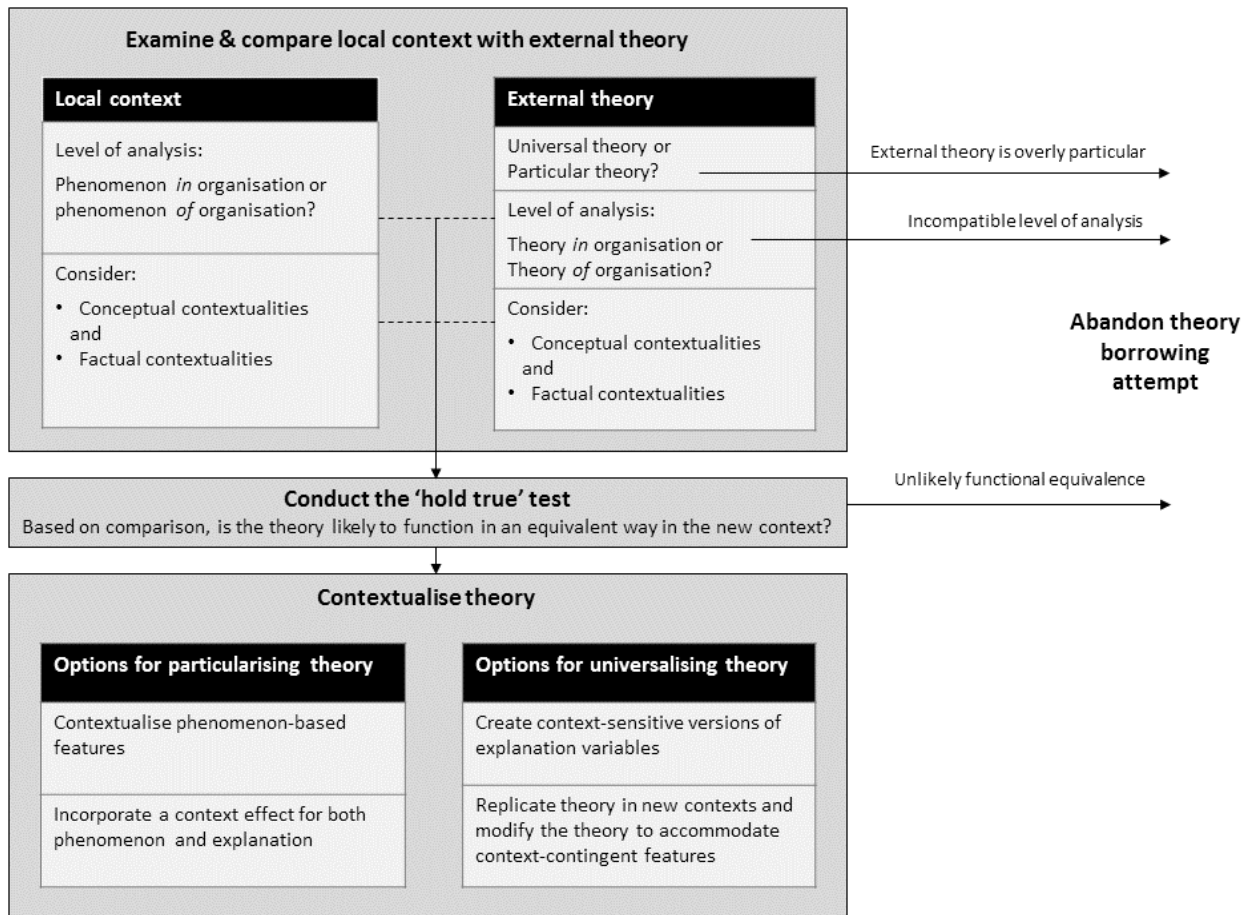 Examine & compare local context with external theory
Local context
Level of analysis:
Phenomenon in organisation or
phenomenon of organisation?
Consider:
• Conceptual contextualities
and
• Factual contextualities
External theory
Universal theory or
Particular theory?
Level of analysis:
Theory in organisation or
Theory of organisation?
Consider:
• Conceptual contextualities
and
• Factual contextualities
External theory is overly particular
Incompatible level of analysis
Abandon theory
borrowing
attempt
Unlikely functional equivalence
Conduct the ‘hold true’ test
Based on comparison, is the theory likely to function in an equivalent way in the new context?
Contextualise theory
Options for particularising theory
Contextualise phenomenon-based
features
Incorporate a context effect for both
phenomenon and explanation
Options for universalising theory
Create context-sensitive versions of
explanation variables
Replicate theory in new contexts and
modify the theory to accommodate
context-contingent features